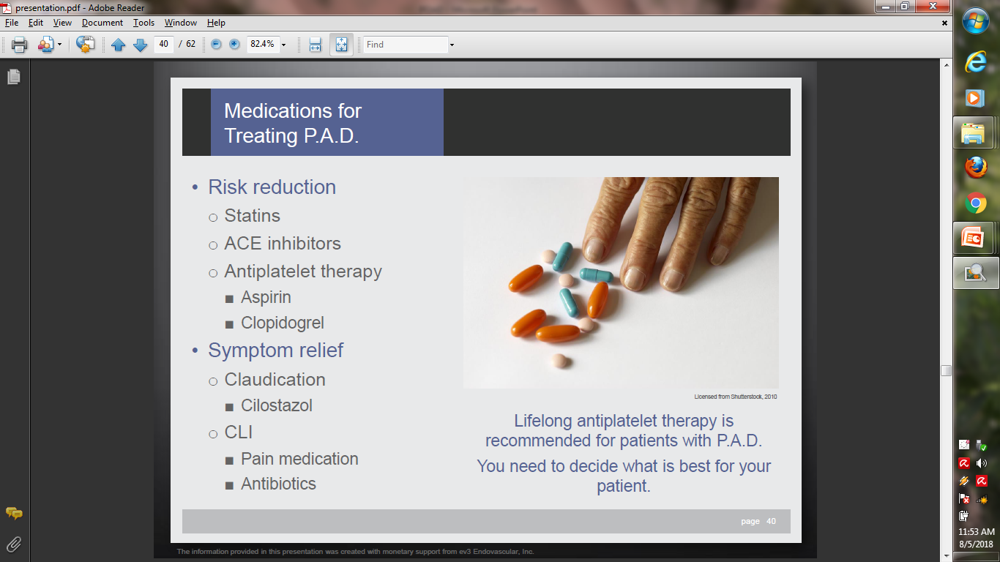 presentation.pdf - Adobe Reader
File Edit View Document Tools Window Help
40 / 62 82.4% Find
Medications for
Treating P.A.D.
• Risk reduction
○ Statins
○ ACE inhibitors
○ Antiplatelet therapy
■ Aspirin
■ Clopidogrel
• Symptom relief
○ Claudication
■ Cilostazol
○ CLI
■ Pain medication
■ Antibiotics
Licensed from Shutterstock, 2010
Lifelong antiplatelet therapy is
recommended for patients with P.A.D.
You need to decide what is best for your
patient.
page 40
The information provided in this presentation was created with monetary support from ev3 Endovascular, Inc.
11:53 AM
8/5/2018